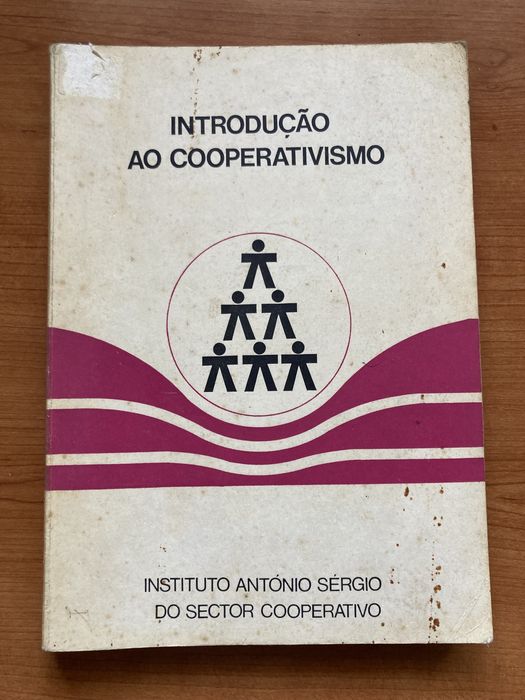 INTRODUÇÃO
AO COOPERATIVISMO
INSTITUTO ANTÓNIO SÉRGIO
DO SECTOR COOPERATIVO